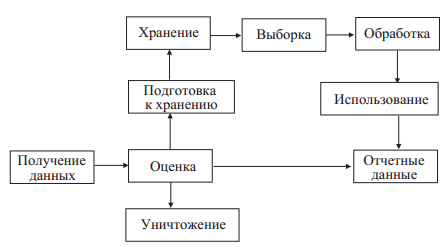 Хранение
Выборка
Обработка
Подготовка
к хранению
Использование
Получение
данных
Оценка
Отчетные
данные
Уничтожение